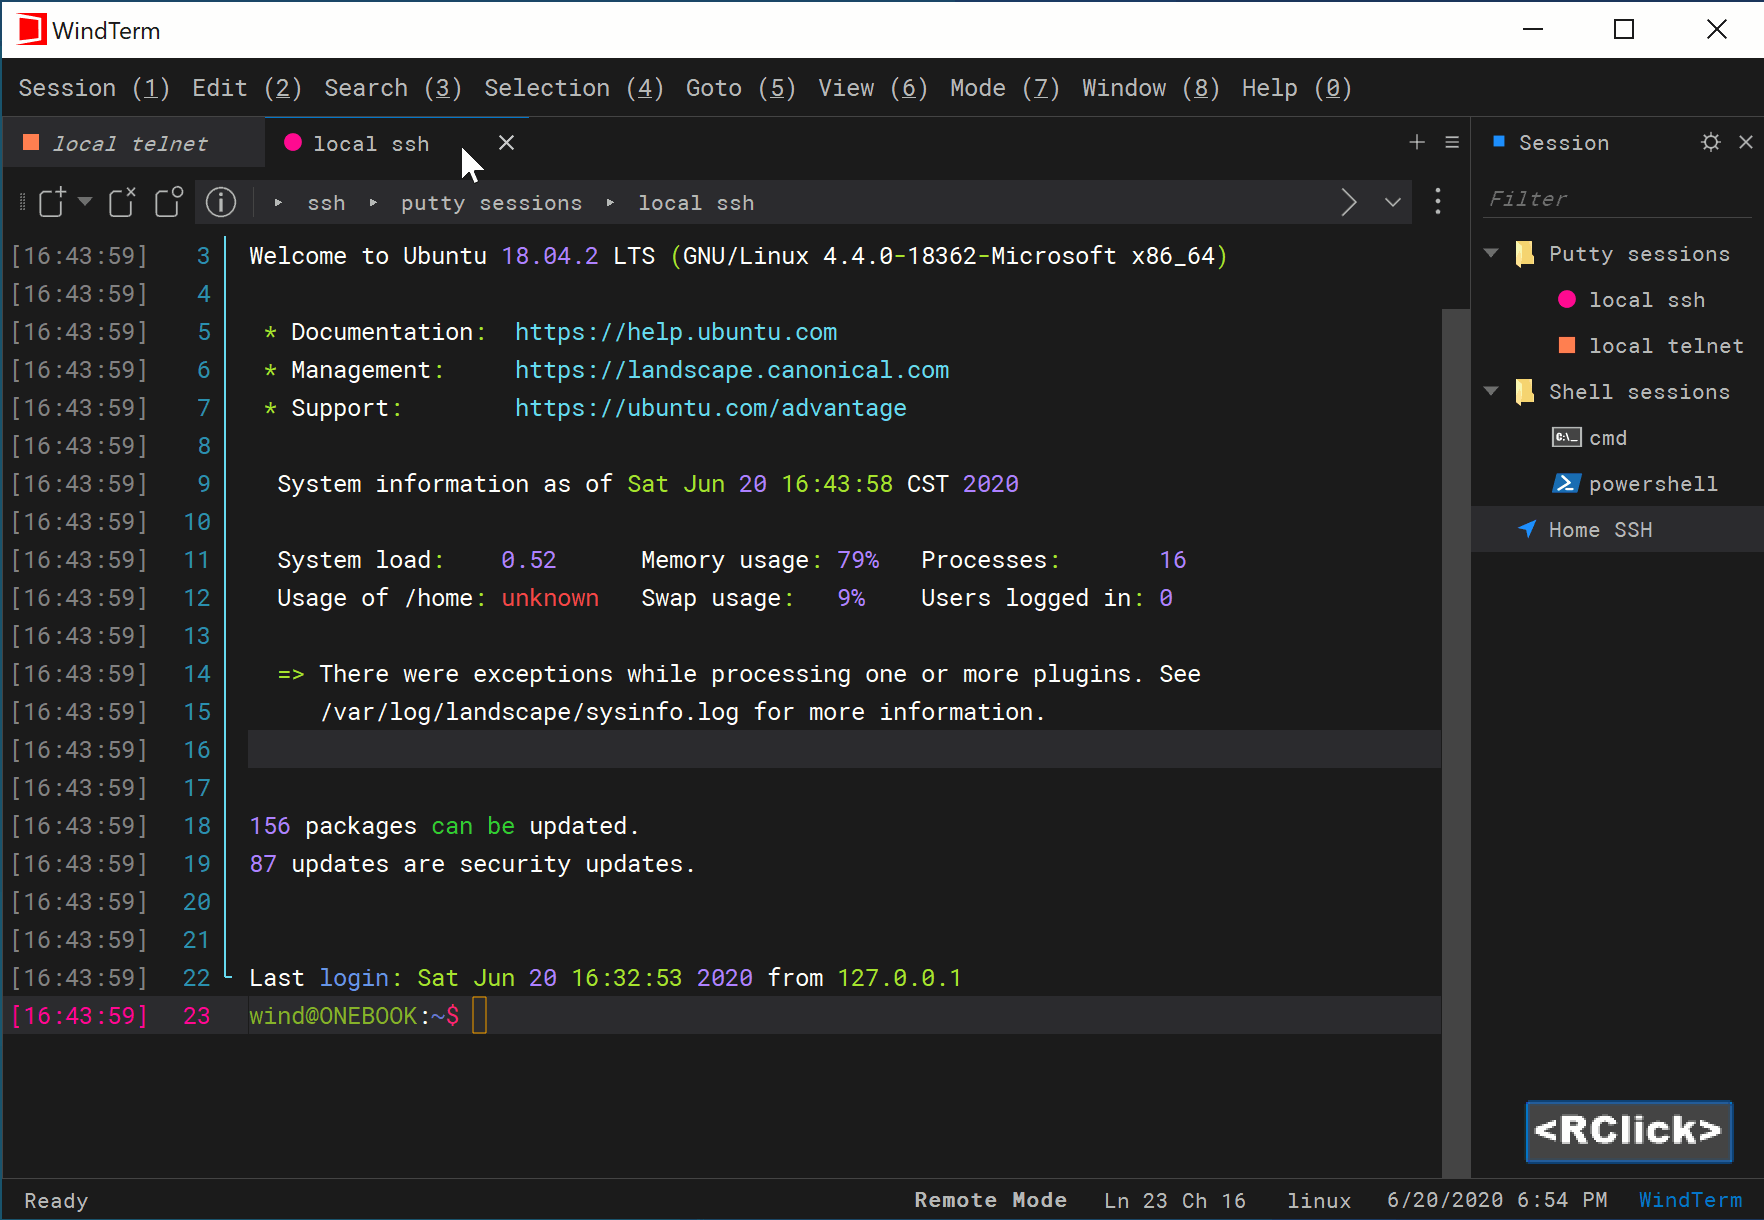 WindTerm
Session (1) Edit (2) Search (3) Selection (4) Goto (5) View (6) Mode (7) Window (8) Help (0)
local telnet
local ssh
ssh putty sessions local ssh
[16:43:59] 3 Welcome to Ubuntu 18.04.2 LTS (GNU/Linux 4.4.0-18362-Microsoft x86_64)
[16:43:59] 4
[16:43:59] 5 * Documentation: https://help.ubuntu.com
[16:43:59] 6 * Management: https://landscape.canonical.com
[16:43:59] 7 * Support: https://ubuntu.com/advantage
[16:43:59] 8
[16:43:59] 9 System information as of Sat Jun 20 16:43:58 CST 2020
[16:43:59] 10
[16:43:59] 11 System load: 0.52 Memory usage: 79% Processes: 16
[16:43:59] 12 Usage of /home: unknown Swap usage: 9% Users logged in: 0
[16:43:59] 13
[16:43:59] 14 => There were exceptions while processing one or more plugins. See
[16:43:59] 15 /var/log/landscape/sysinfo.log for more information.
[16:43:59] 16
[16:43:59] 17
[16:43:59] 18 156 packages can be updated.
[16:43:59] 19 87 updates are security updates.
[16:43:59] 20
[16:43:59] 21
[16:43:59] 22 Last login: Sat Jun 20 16:32:53 2020 from 127.0.0.1
[16:43:59] 23 wind@ONEBOOK:~$
Session
Filter
Putty sessions
local ssh
local telnet
Shell sessions
C:\_ cmd
powershell
Home SSH
<RClick>
Ready Remote Mode Ln 23 Ch 16 linux 6/20/2020 6:54 PM WindTerm